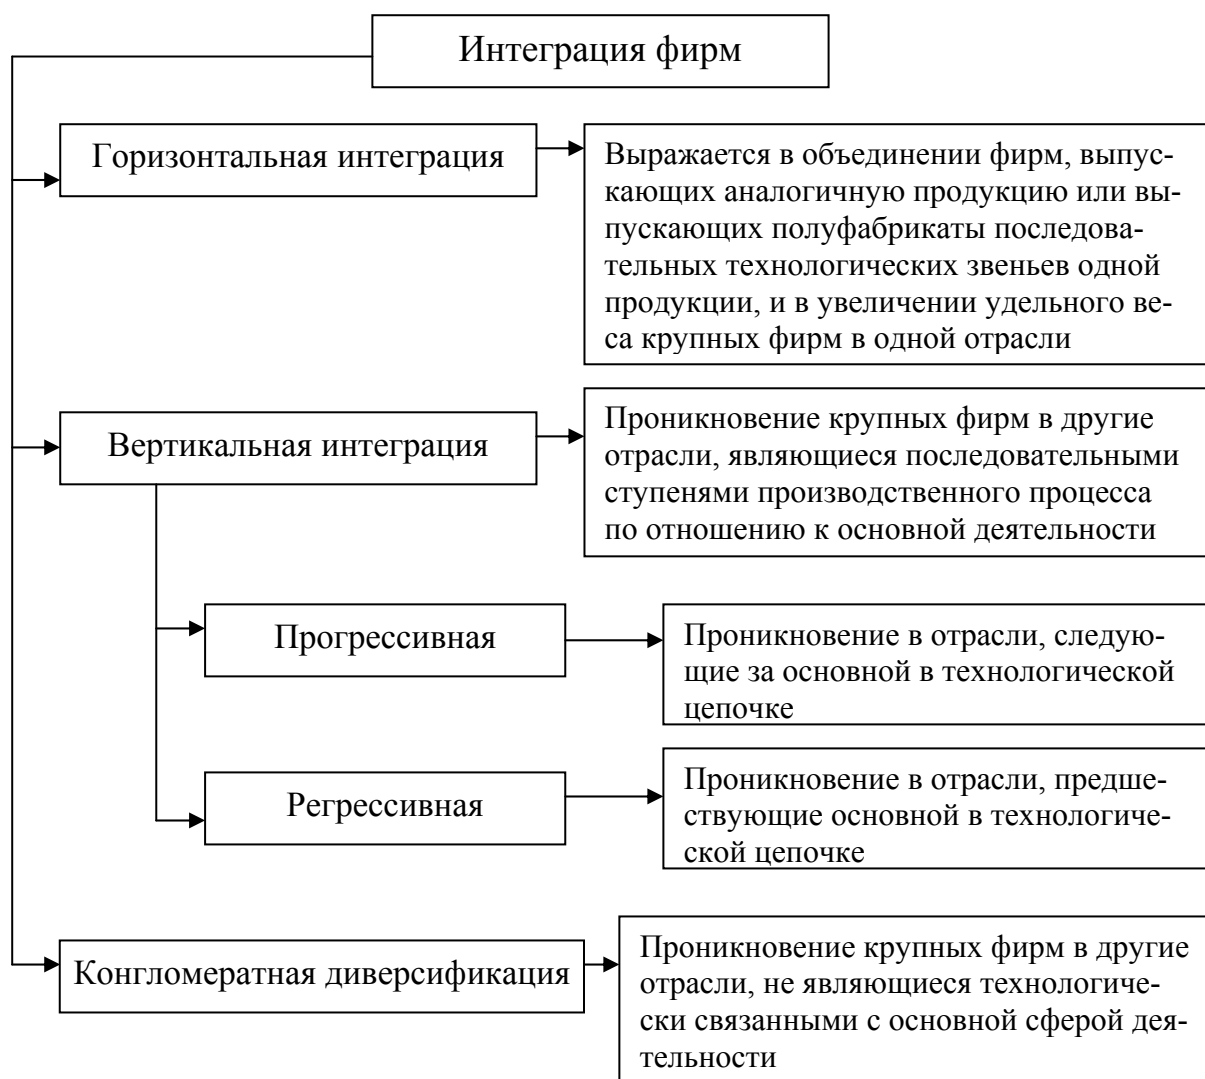 Интеграция фирм
Горизонтальная интеграция
Выражается в объединении фирм, выпус-
кающих аналогичную продукцию или вы-
пускающих полуфабрикаты последова-
тельных технологических звеньев одной
продукции, и в увеличении удельного ве-
са крупных фирм в одной отрасли
Вертикальная интеграция
Проникновение крупных фирм в другие
отрасли, являющиеся последовательными
ступенями производственного процесса
по отношению к основной деятельности
Прогрессивная
Проникновение в отрасли, следую-
щие за основной в технологической
цепочке
Регрессивная
Проникновение в отрасли, предше-
ствующие основной в технологиче-
ской цепочке
Конгломератная диверсификация
Проникновение крупных фирм в другие
отрасли, не являющиеся технологиче-
ски связанными с основной сферой дея-
тельности